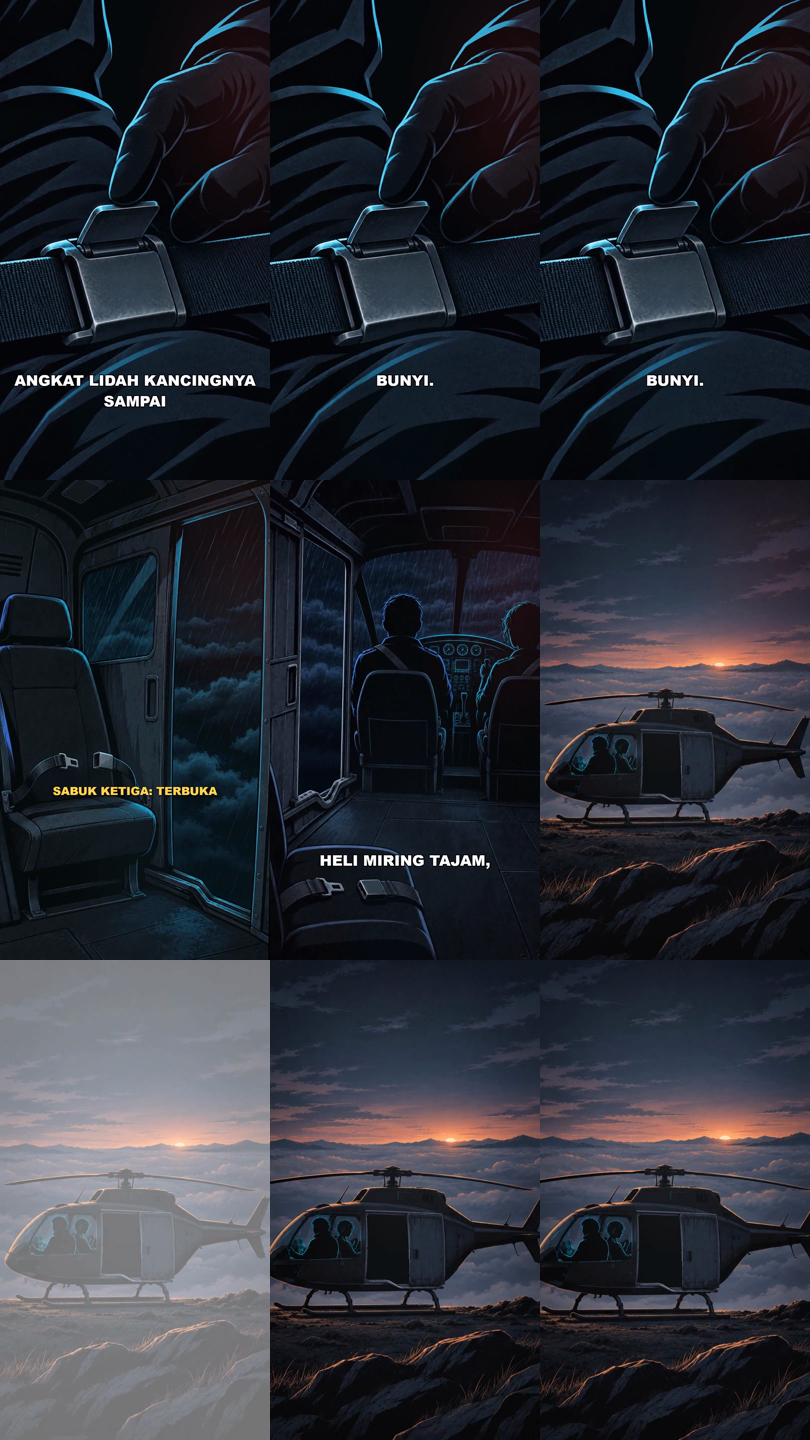 ANGKAT LIDAH KANCINGNYA
SAMPAI
BUNYI.
BUNYI.
SABUK KETIGA: TERBUKA
HELI MIRING TAJAM,